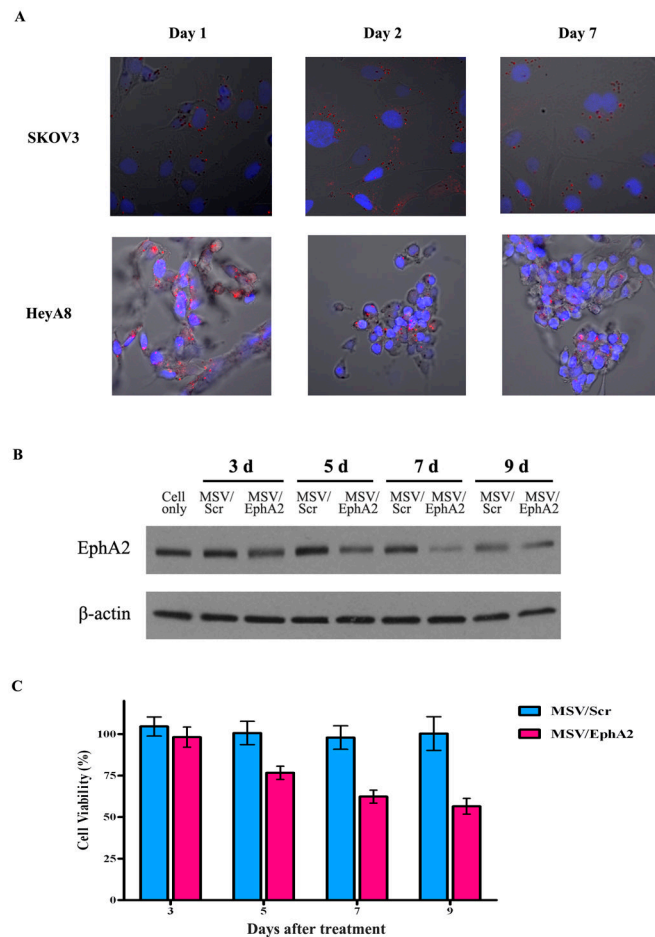 A
Day 1 Day 2 Day 7
SKOV3
HeyA8
B
3 d 5 d 7 d 9 d
Cell only MSV/Scr MSV/EphA2 MSV/Scr MSV/EphA2 MSV/Scr MSV/EphA2 MSV/Scr MSV/EphA2
EphA2
β-actin
C
MSV/Scr
MSV/EphA2
Cell Viability (%)
100
75
50
25
0
3 5 7 9
Days after treatment